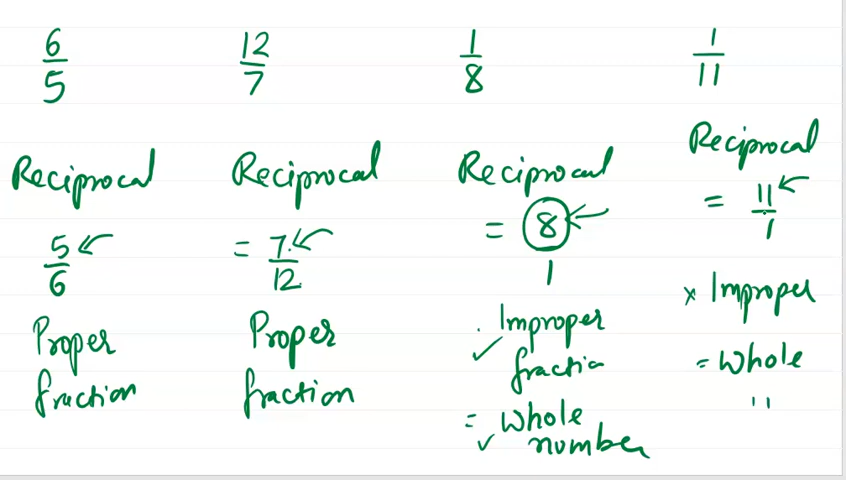 6/5
Reciprocal
5/6
Proper
fraction
12/7
Reciprocal
= 7/12
Proper
fraction
1/8
Reciprocal
= 8/1
Improper
fractio
= Whole
number
1/11
Reciprocal
= 11/1
× Improper
= Whole
"